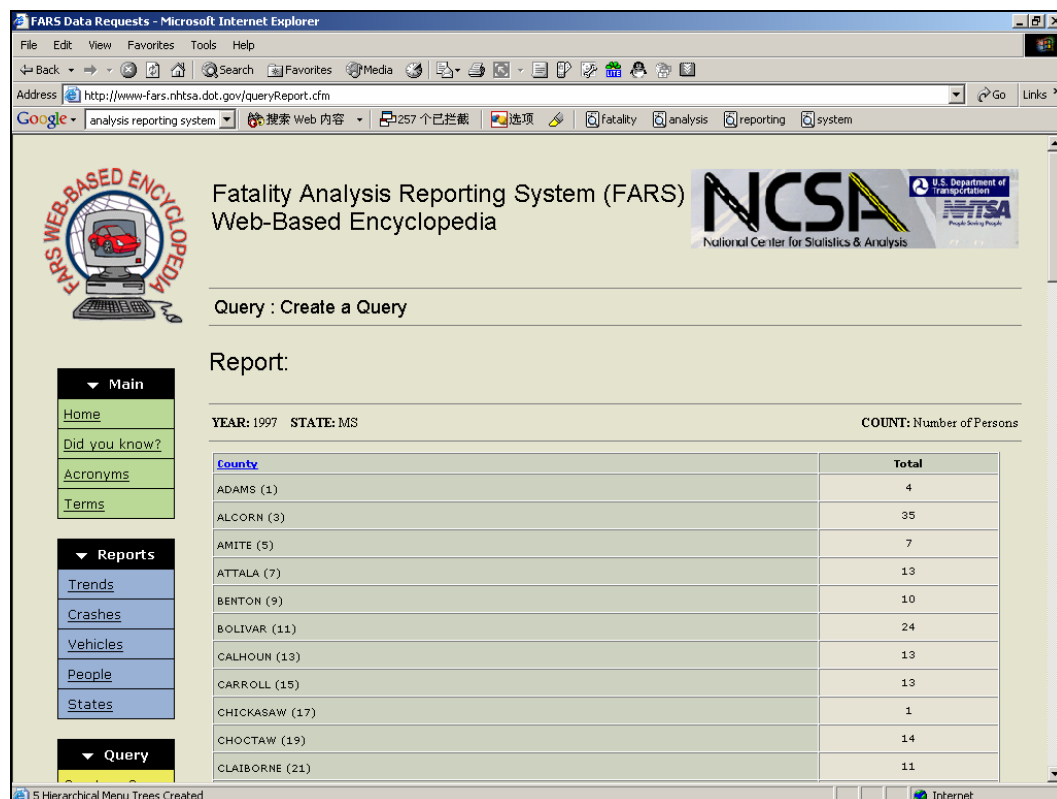 FARS Data Requests - Microsoft Internet Explorer
File Edit View Favorites Tools Help
Back Search Favorites Media
Address http://www-fars.nhtsa.dot.gov/queryReport.cfm Go Links
Google analysis reporting system 搜索 Web 内容 257 个已拦截 选项 fatality analysis reporting system
FARS WEB-BASED ENCYCLOPEDIA
Fatality Analysis Reporting System (FARS)
Web-Based Encyclopedia
NCSA
National Center for Statistics & Analysis
U.S. Department of
Transportation
NHTSA
People Saving People
Query : Create a Query
Report:
YEAR: 1997 STATE: MS COUNT: Number of Persons
Main
Home
Did you know?
Acronyms
Terms
Reports
Trends
Crashes
Vehicles
People
States
Query
County Total
ADAMS (1) 4
ALCORN (3) 35
AMITE (5) 7
ATTALA (7) 13
BENTON (9) 10
BOLIVAR (11) 24
CALHOUN (13) 13
CARROLL (15) 13
CHICKASAW (17) 1
CHOCTAW (19) 14
CLAIBORNE (21) 11
5 Hierarchical Menu Trees Created Internet